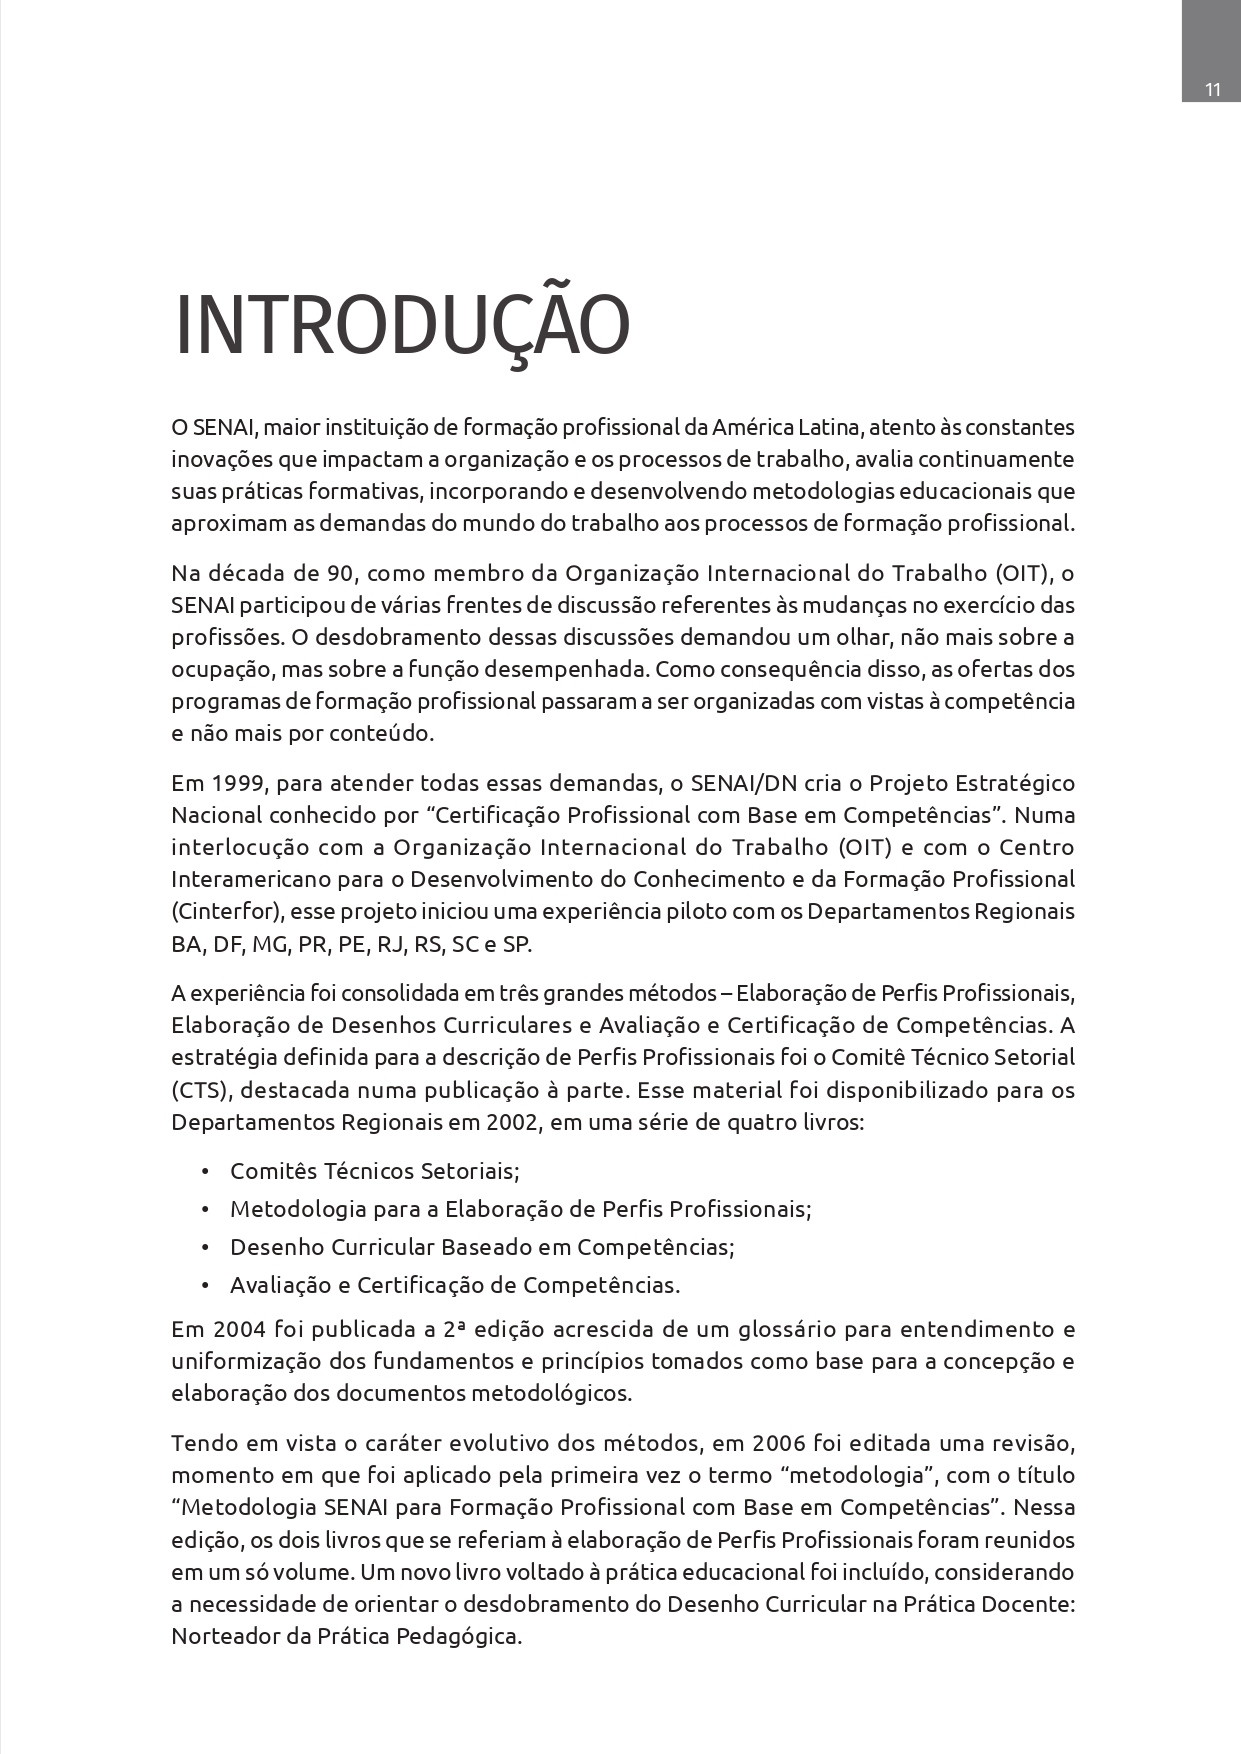 11
INTRODUÇÃO
O SENAI, maior instituição de formação profissional da América Latina, atento às constantes
inovações que impactam a organização e os processos de trabalho, avalia continuamente
suas práticas formativas, incorporando e desenvolvendo metodologias educacionais que
aproximam as demandas do mundo do trabalho aos processos de formação profissional.
Na década de 90, como membro da Organização Internacional do Trabalho (OIT), o
SENAI participou de várias frentes de discussão referentes às mudanças no exercício das
profissões. O desdobramento dessas discussões demandou um olhar, não mais sobre a
ocupação, mas sobre a função desempenhada. Como consequência disso, as ofertas dos
programas de formação profissional passaram a ser organizadas com vistas à competência
e não mais por conteúdo.
Em 1999, para atender todas essas demandas, o SENAI/DN cria o Projeto Estratégico
Nacional conhecido por “Certificação Profissional com Base em Competências”. Numa
interlocução com a Organização Internacional do Trabalho (OIT) e com o Centro
Interamericano para o Desenvolvimento do Conhecimento e da Formação Profissional
(Cinterfor), esse projeto iniciou uma experiência piloto com os Departamentos Regionais
BA, DF, MG, PR, PE, RJ, RS, SC e SP.
A experiência foi consolidada em três grandes métodos – Elaboração de Perfis Profissionais,
Elaboração de Desenhos Curriculares e Avaliação e Certificação de Competências. A
estratégia definida para a descrição de Perfis Profissionais foi o Comitê Técnico Setorial
(CTS), destacada numa publicação à parte. Esse material foi disponibilizado para os
Departamentos Regionais em 2002, em uma série de quatro livros:
• Comitês Técnicos Setoriais;
• Metodologia para a Elaboração de Perfis Profissionais;
• Desenho Curricular Baseado em Competências;
• Avaliação e Certificação de Competências.
Em 2004 foi publicada a 2ª edição acrescida de um glossário para entendimento e
uniformização dos fundamentos e princípios tomados como base para a concepção e
elaboração dos documentos metodológicos.
Tendo em vista o caráter evolutivo dos métodos, em 2006 foi editada uma revisão,
momento em que foi aplicado pela primeira vez o termo “metodologia”, com o título
“Metodologia SENAI para Formação Profissional com Base em Competências”. Nessa
edição, os dois livros que se referiam à elaboração de Perfis Profissionais foram reunidos
em um só volume. Um novo livro voltado à prática educacional foi incluído, considerando
a necessidade de orientar o desdobramento do Desenho Curricular na Prática Docente:
Norteador da Prática Pedagógica.